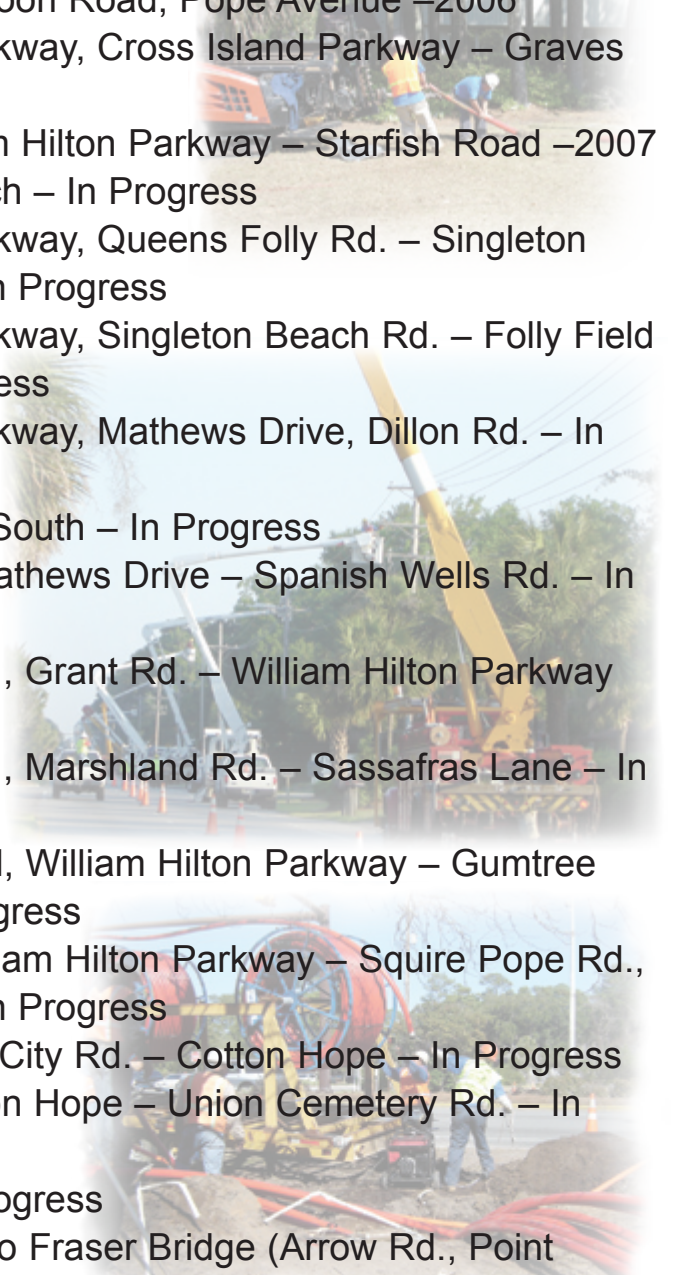 Road, Pope Avenue –2006
kway, Cross Island Parkway – Graves
Hilton Parkway – Starfish Road –2007
ch – In Progress
kway, Queens Folly Rd. – Singleton
n Progress
kway, Singleton Beach Rd. – Folly Field
ess
kway, Mathews Drive, Dillon Rd. – In
South – In Progress
athews Drive – Spanish Wells Rd. – In
, Grant Rd. – William Hilton Parkway
, Marshland Rd. – Sassafras Lane – In
, William Hilton Parkway – Gumtree
gress
am Hilton Parkway – Squire Pope Rd.,
n Progress
City Rd. – Cotton Hope – In Progress
on Hope – Union Cemetery Rd. – In
ogress
o Fraser Bridge (Arrow Rd., Point